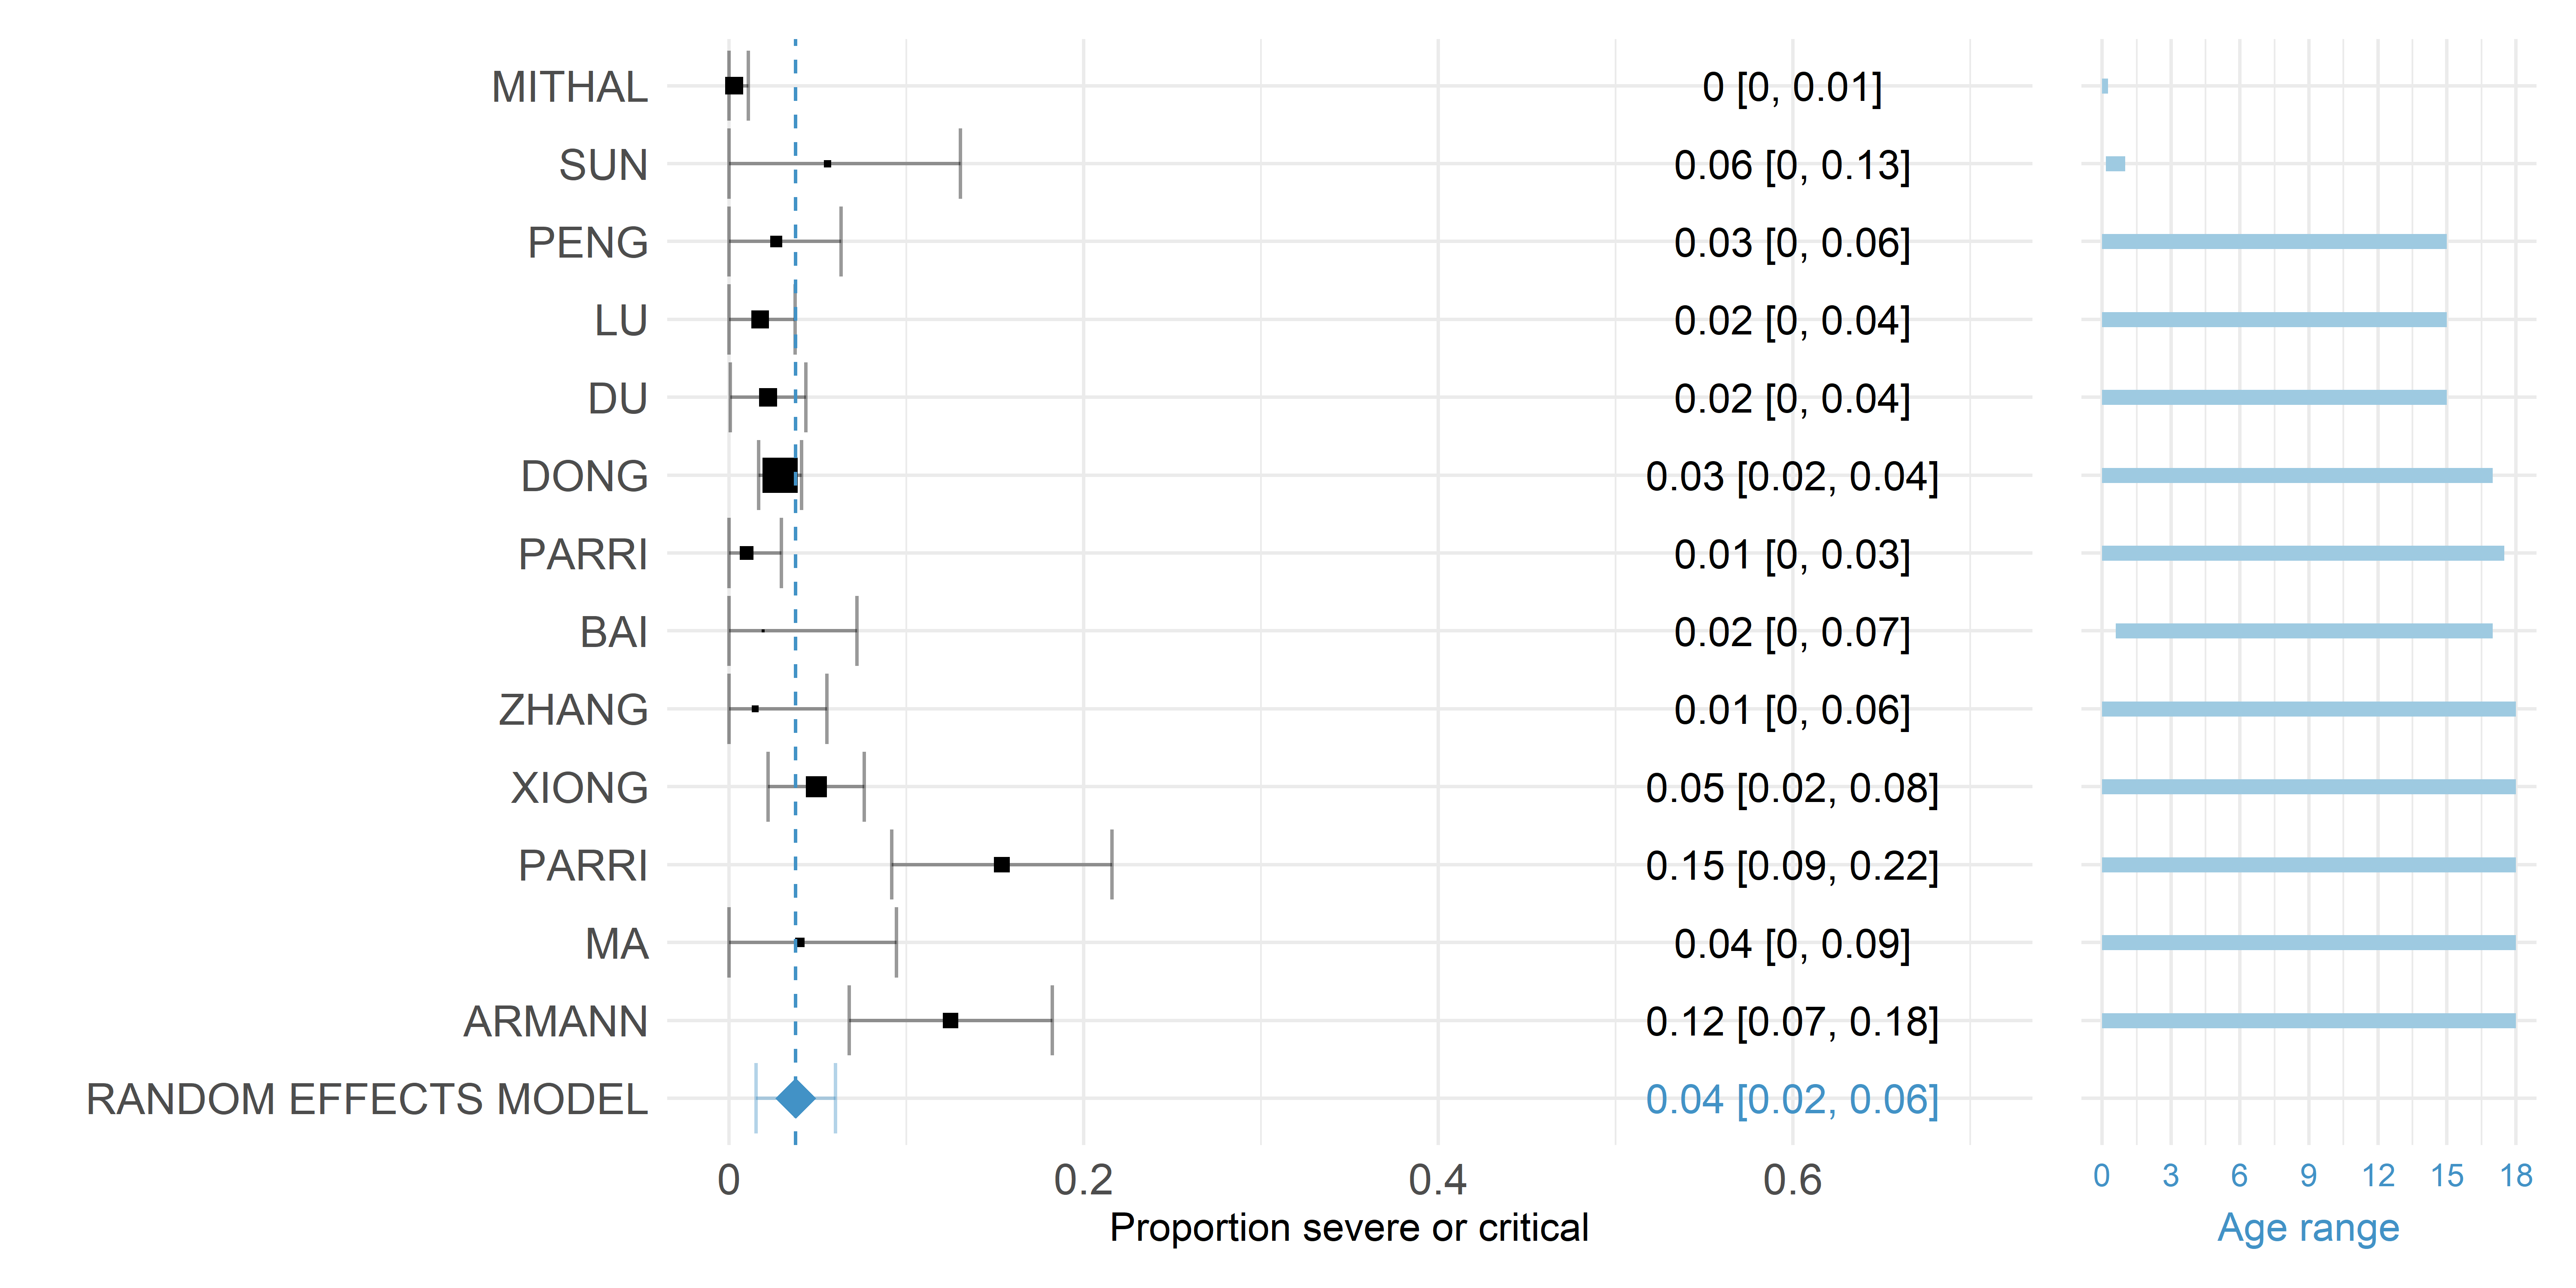 MITHAL 0 [0, 0.01]
SUN 0.06 [0, 0.13]
PENG 0.03 [0, 0.06]
LU 0.02 [0, 0.04]
DU 0.02 [0, 0.04]
DONG 0.03 [0.02, 0.04]
PARRI 0.01 [0, 0.03]
BAI 0.02 [0, 0.07]
ZHANG 0.01 [0, 0.06]
XIONG 0.05 [0.02, 0.08]
PARRI 0.15 [0.09, 0.22]
MA 0.04 [0, 0.09]
ARMANN 0.12 [0.07, 0.18]
RANDOM EFFECTS MODEL 0.04 [0.02, 0.06]
0 0.2 0.4 0.6
Proportion severe or critical
0 3 6 9 12 15 18
Age range